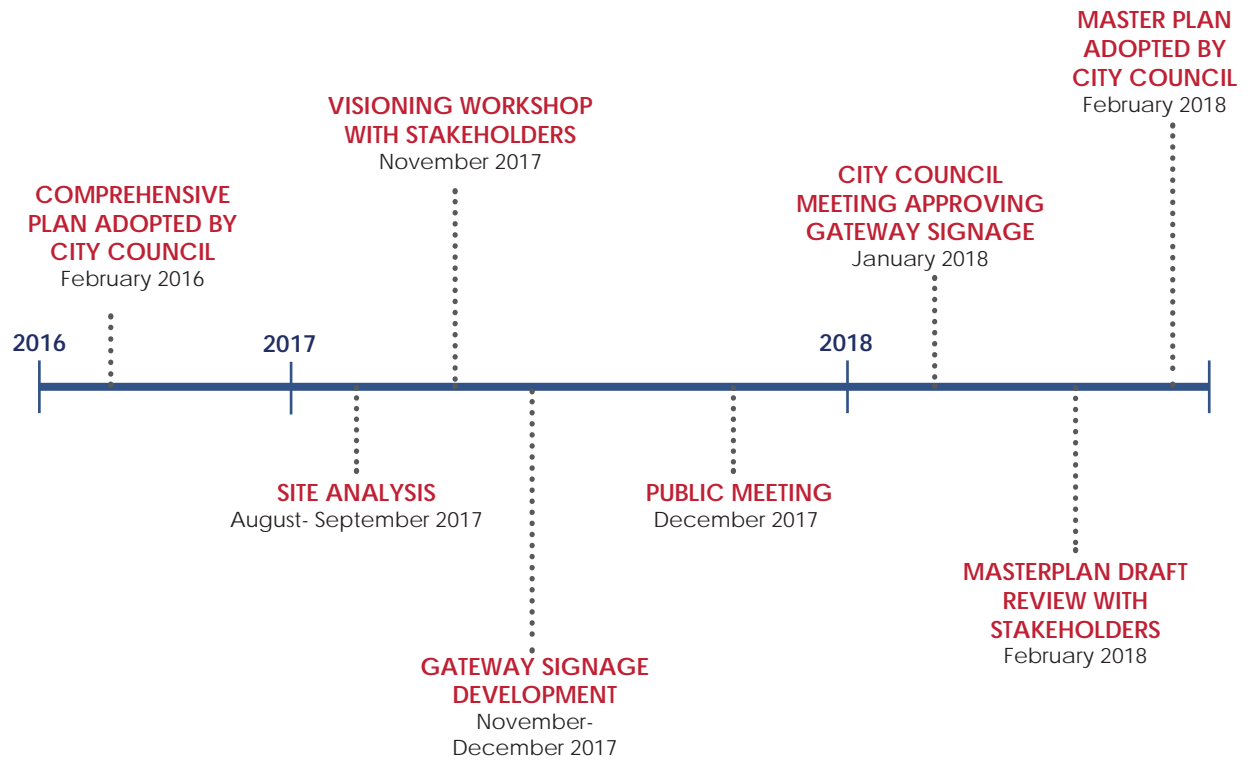 MASTER PLAN
ADOPTED BY
CITY COUNCIL
February 2018
VISIONING WORKSHOP
WITH STAKEHOLDERS
November 2017
CITY COUNCIL
MEETING APPROVING
GATEWAY SIGNAGE
January 2018
COMPREHENSIVE
PLAN ADOPTED BY
CITY COUNCIL
February 2016
2016
2017
2018
SITE ANALYSIS
August- September 2017
PUBLIC MEETING
December 2017
MASTERPLAN DRAFT
REVIEW WITH
STAKEHOLDERS
February 2018
GATEWAY SIGNAGE
DEVELOPMENT
November-
December 2017